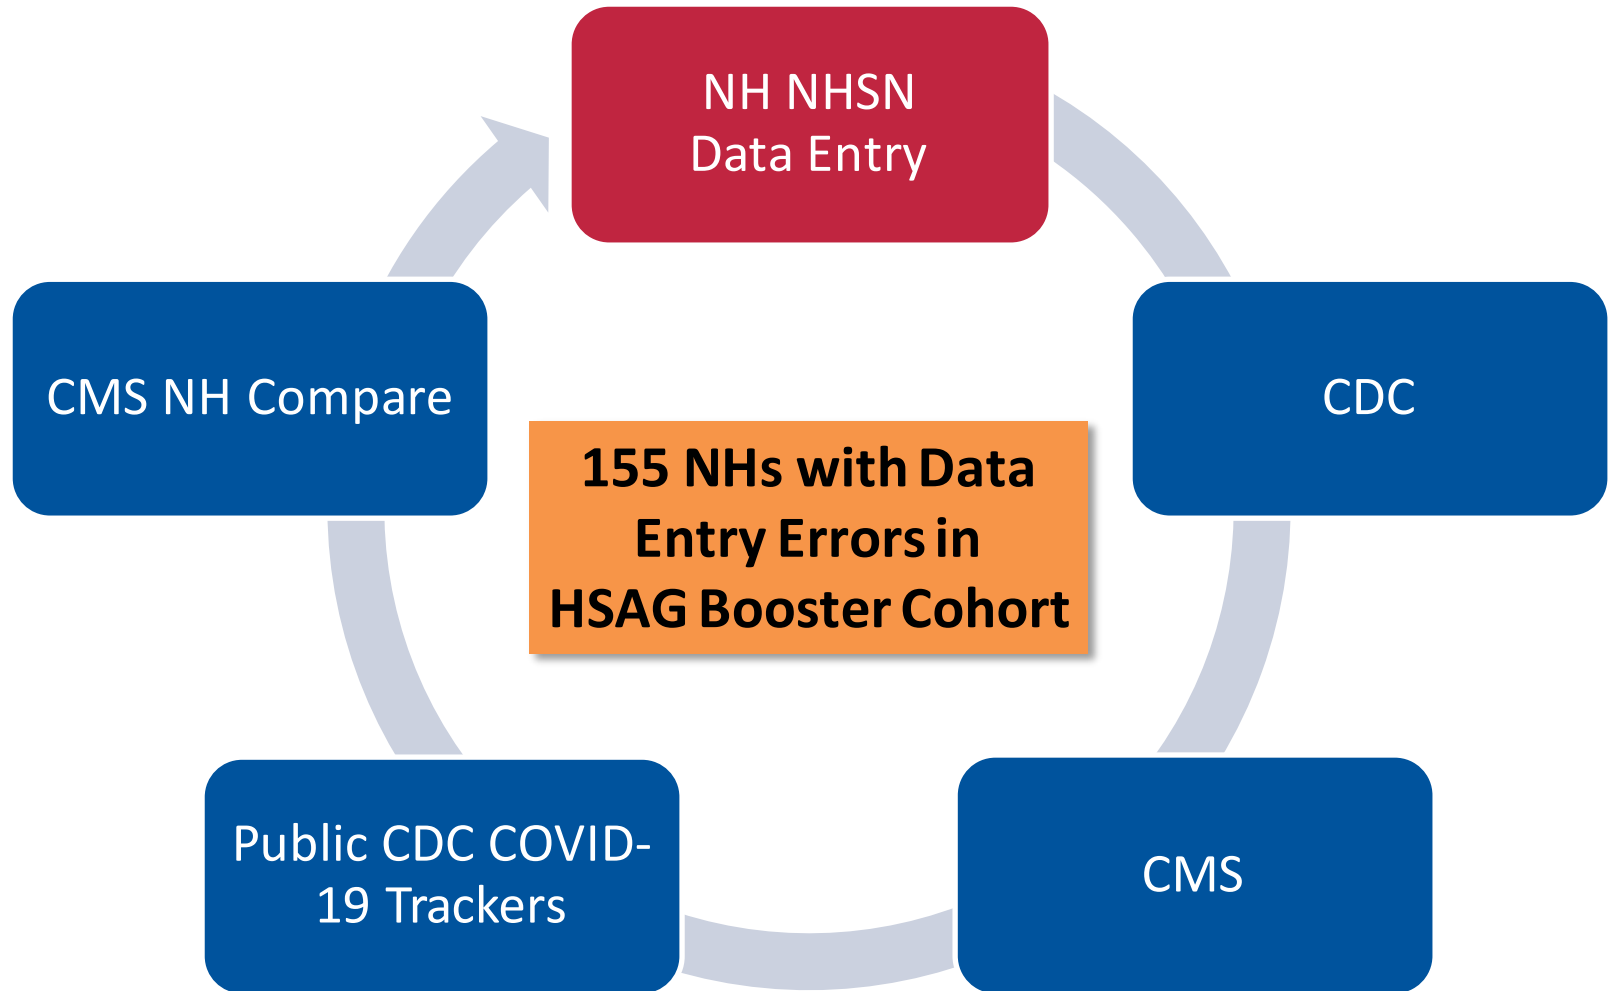 NH NHSN
Data Entry
CMS NH Compare
CDC
155 NHs with Data
Entry Errors in
HSAG Booster Cohort
Public CDC COVID-
19 Trackers
CMS